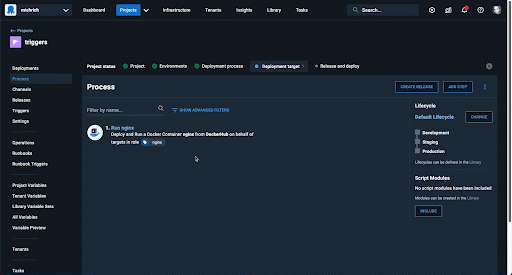 michrich
Dashboard
Projects
Infrastructure
Tenants
Insights
Library
Tasks
Search...
Projects
triggers
Deployments
Process
Channels
Releases
Triggers
Settings
Operations
Runbooks
Runbook Triggers
Project Variables
Tenant Variables
Library Variable Sets
All Variables
Variable Preview
Tenants
Tasks
Project status
Project
Environments
Deployment process
Deployment target
Release and deploy
Process
CREATE RELEASE
ADD STEP
Filter by name...
SHOW ADVANCED FILTERS
1. Run nginx
Deploy and Run a Docker Container nginx from DockerHub on behalf of
targets in role nginx
Lifecycle
Default Lifecycle
CHANGE
Development
Staging
Production
Lifecycles can be defined in the Library
Script Modules
No script modules have been included
Modules can be created in the Library
INCLUDE